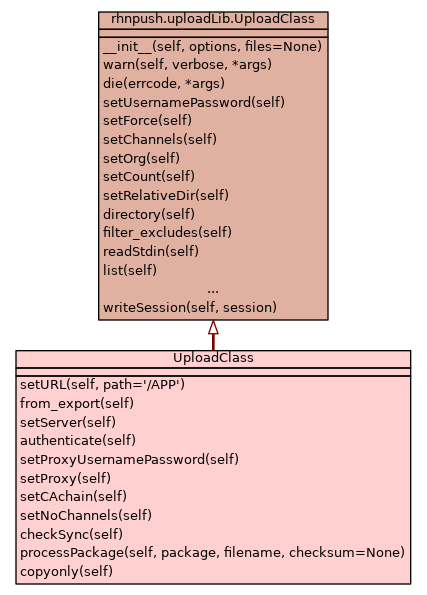 rhnpush.uploadLib.UploadClass
__init__(self, options, files=None)
warn(self, verbose, *args)
die(errcode, *args)
setUsernamePassword(self)
setForce(self)
setChannels(self)
setOrg(self)
setCount(self)
setRelativeDir(self)
directory(self)
filter_excludes(self)
readStdin(self)
list(self)
...
writeSession(self, session)
UploadClass
setURL(self, path='/APP')
from_export(self)
setServer(self)
authenticate(self)
setProxyUsernamePassword(self)
setProxy(self)
setCAchain(self)
setNoChannels(self)
checkSync(self)
processPackage(self, package, filename, checksum=None)
copyonly(self)